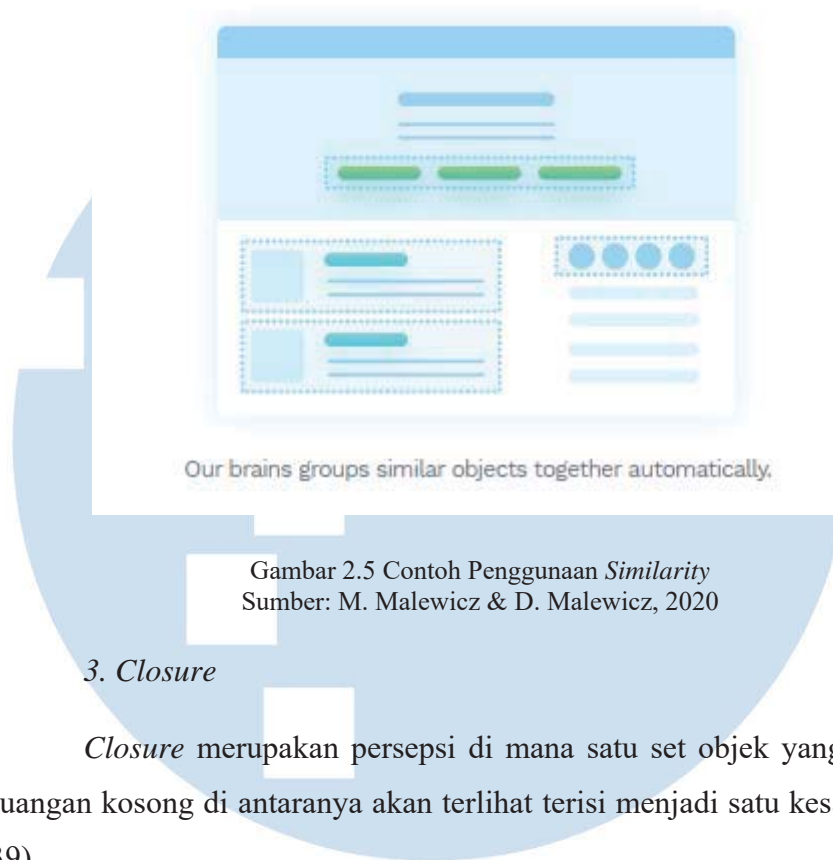 Our brains groups similar objects together automatically.
Gambar 2.5 Contoh Penggunaan Similarity
Sumber: M. Malewicz & D. Malewicz, 2020
3. Closure
Closure merupakan persepsi di mana satu set objek yang
uangan kosong di antaranya akan terlihat terisi menjadi satu kes